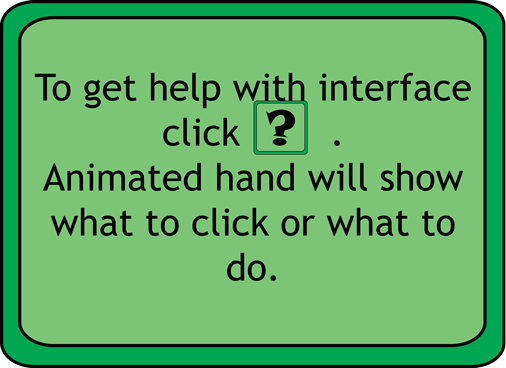 To get help with interface
click ? .
Animated hand will show
what to click or what to
do.